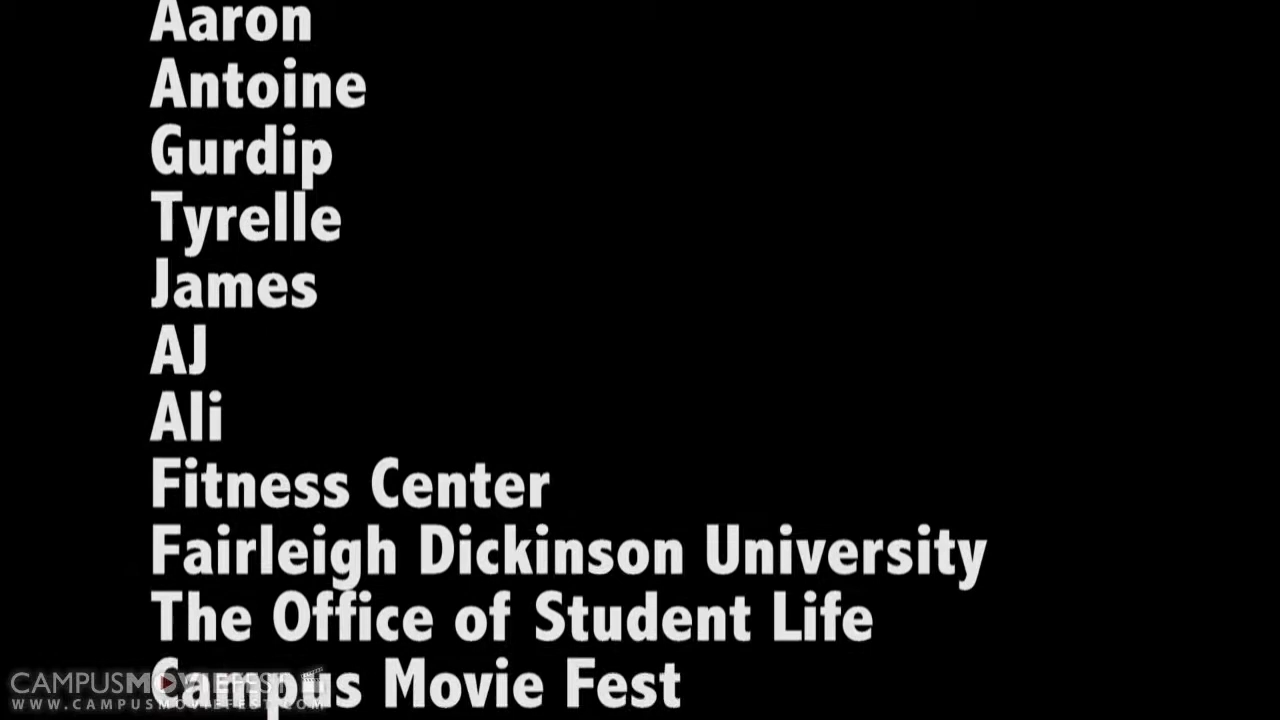 Aaron
Antoine
Gurdip
Tyrelle
James
AJ
Ali
Fitness Center
Fairleigh Dickinson University
The Office of Student Life
Campus Movie Fest
CAMPUSMOVIEFEST
WWW.CAMPUSMOVIEFEST.COM